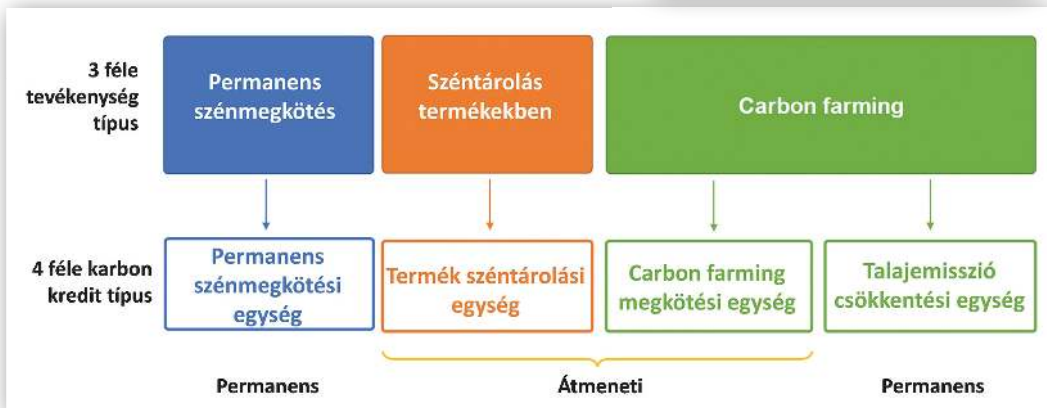 3 féle
tevékenység
típus
Permanens
szénmegkötés
Széntárolás
termékekben
Carbon farming
4 féle karbon
kredit típus
Permanens
szénmegkötési
egység
Termék széntárolási
egység
Carbon farming
megkötési egység
Talajemisszió
csökkentési egység
Permanens
Átmeneti
Permanens